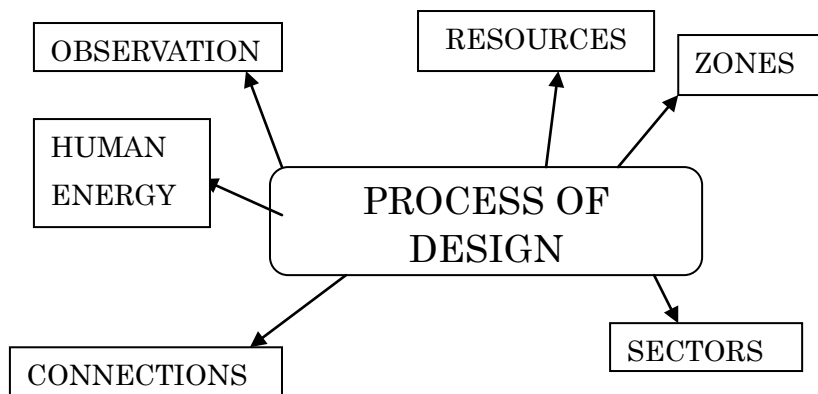 OBSERVATION
RESOURCES
ZONES
HUMAN
ENERGY
PROCESS OF
DESIGN
SECTORS
CONNECTIONS